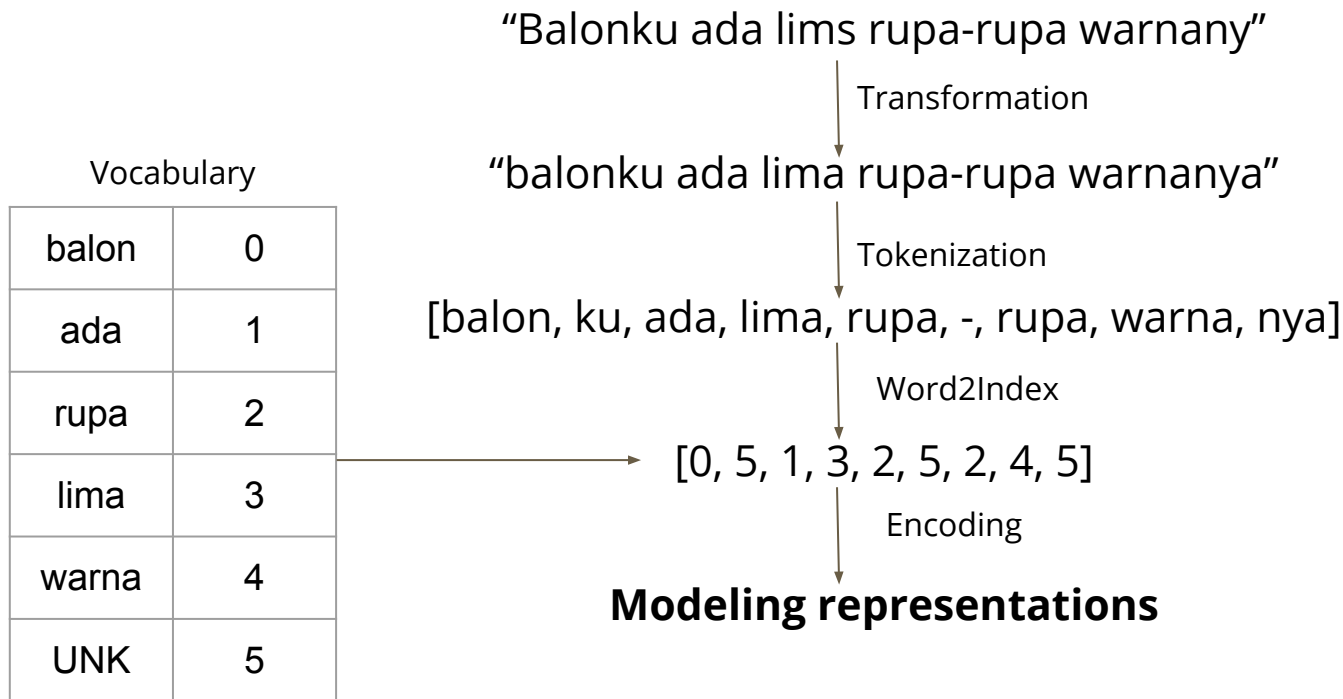 “Balonku ada lims rupa-rupa warnany”
Transformation
“balonku ada lima rupa-rupa warnanya”
Tokenization
[balon, ku, ada, lima, rupa, -, rupa, warna, nya]
Word2Index
[0, 5, 1, 3, 2, 5, 2, 4, 5]
Encoding
Modeling representations
Vocabulary
balon 0
ada 1
rupa 2
lima 3
warna 4
UNK 5